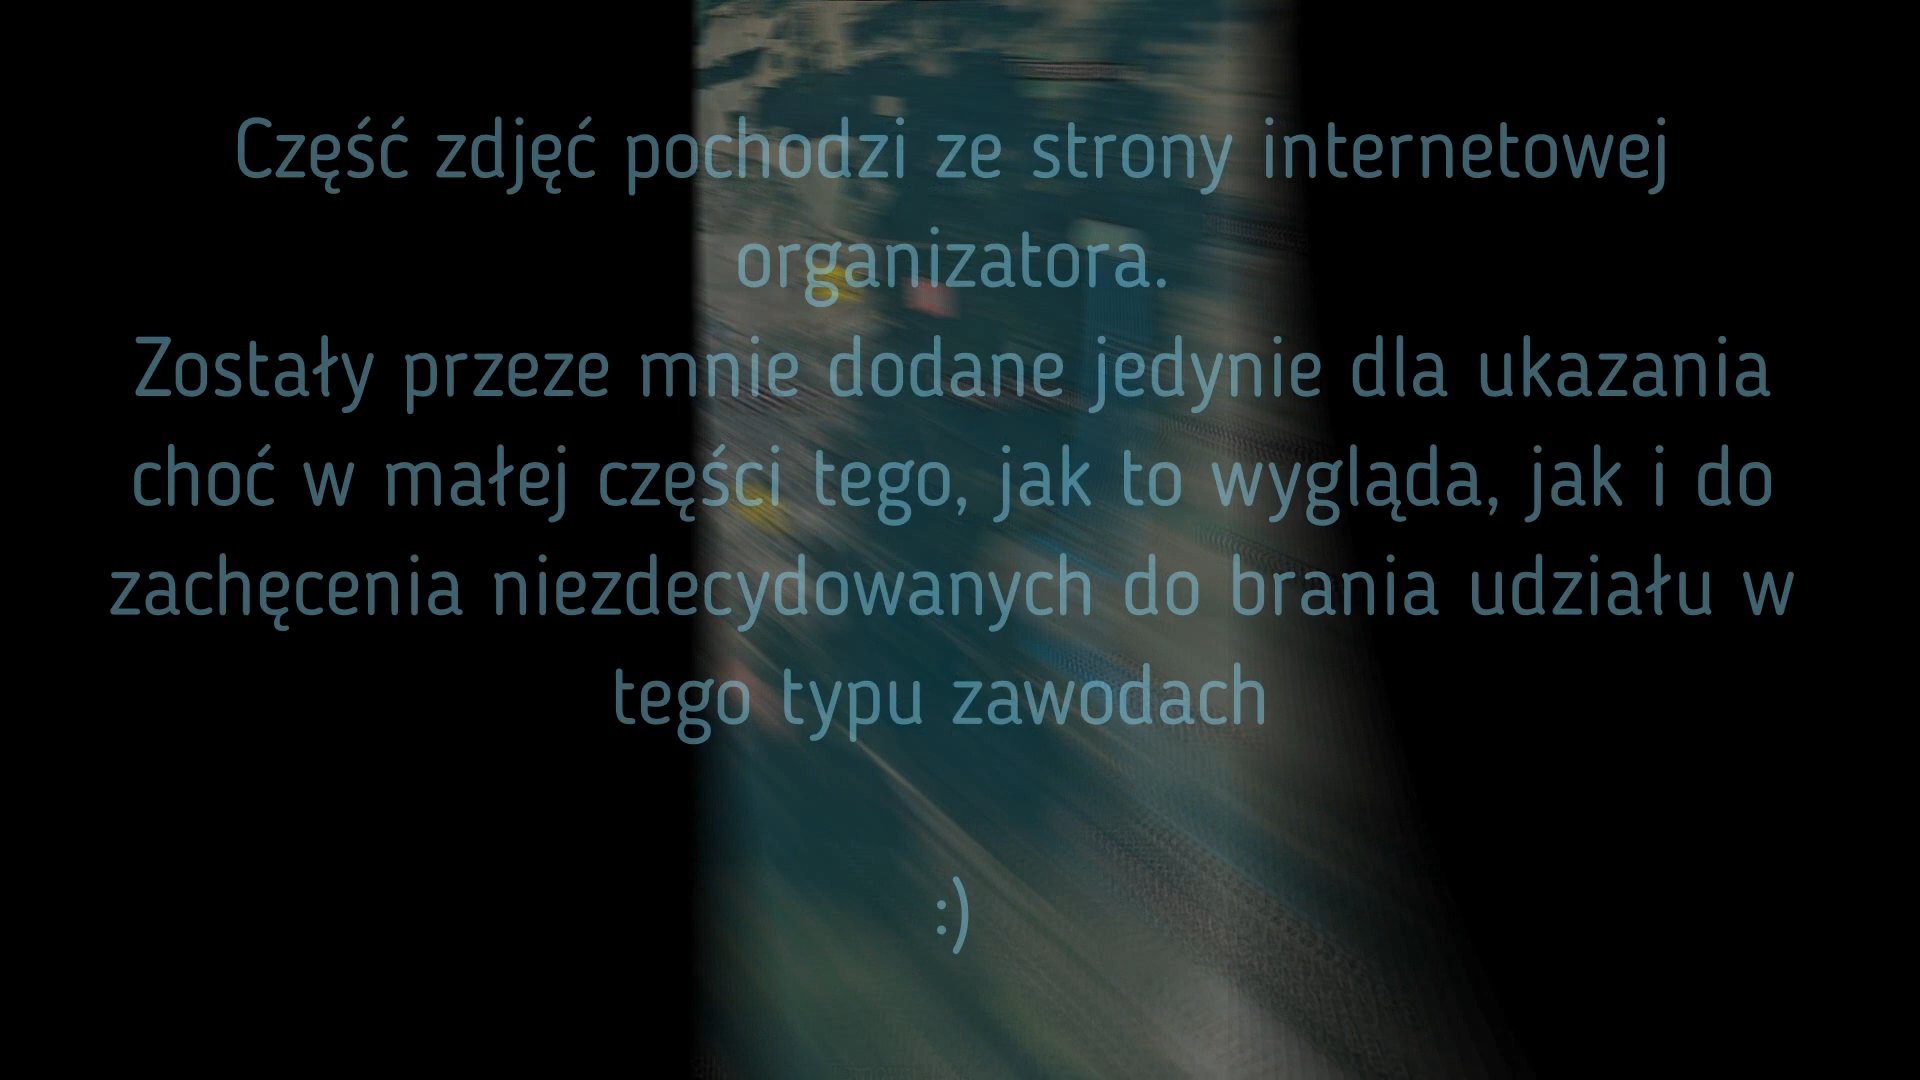 Część zdjęć pochodzi ze strony internetowej
organizatora.
Zostały przeze mnie dodane jedynie dla ukazania
choć w małej części tego, jak to wygląda, jak i do
zachęcenia niezdecydowanych do brania udziału w
tego typu zawodach
:)